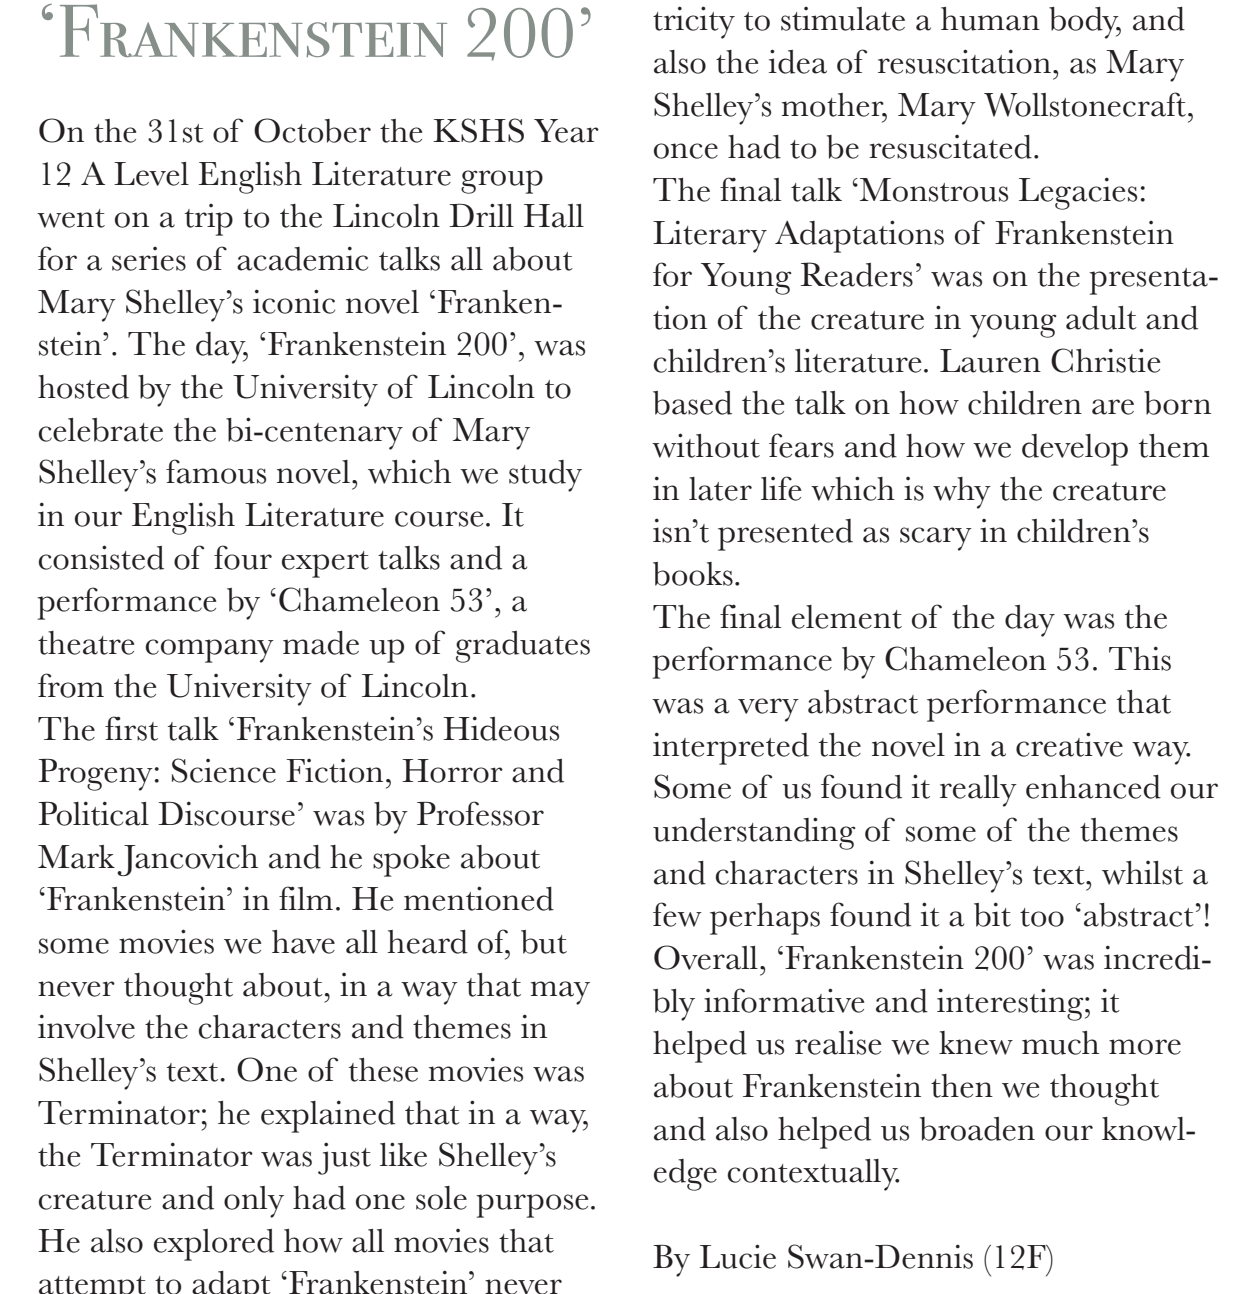 ‘Frankenstein 200’
On the 31st of October the KSHS Year
12 A Level English Literature group
went on a trip to the Lincoln Drill Hall
for a series of academic talks all about
Mary Shelley’s iconic novel ‘Franken-
stein’. The day, ‘Frankenstein 200’, was
hosted by the University of Lincoln to
celebrate the bi-centenary of Mary
Shelley’s famous novel, which we study
in our English Literature course. It
consisted of four expert talks and a
performance by ‘Chameleon 53’, a
theatre company made up of graduates
from the University of Lincoln.
The first talk ‘Frankenstein’s Hideous
Progeny: Science Fiction, Horror and
Political Discourse’ was by Professor
Mark Jancovich and he spoke about
‘Frankenstein’ in film. He mentioned
some movies we have all heard of, but
never thought about, in a way that may
involve the characters and themes in
Shelley’s text. One of these movies was
Terminator; he explained that in a way,
the Terminator was just like Shelley’s
creature and only had one sole purpose.
He also explored how all movies that
attempt to adapt ‘Frankenstein’ never
tricity to stimulate a human body, and
also the idea of resuscitation, as Mary
Shelley’s mother, Mary Wollstonecraft,
once had to be resuscitated.
The final talk ‘Monstrous Legacies:
Literary Adaptations of Frankenstein
for Young Readers’ was on the presenta-
tion of the creature in young adult and
children’s literature. Lauren Christie
based the talk on how children are born
without fears and how we develop them
in later life which is why the creature
isn’t presented as scary in children’s
books.
The final element of the day was the
performance by Chameleon 53. This
was a very abstract performance that
interpreted the novel in a creative way.
Some of us found it really enhanced our
understanding of some of the themes
and characters in Shelley’s text, whilst a
few perhaps found it a bit too ‘abstract’!
Overall, ‘Frankenstein 200’ was incredi-
bly informative and interesting; it
helped us realise we knew much more
about Frankenstein then we thought
and also helped us broaden our knowl-
edge contextually.
By Lucie Swan-Dennis (12F)